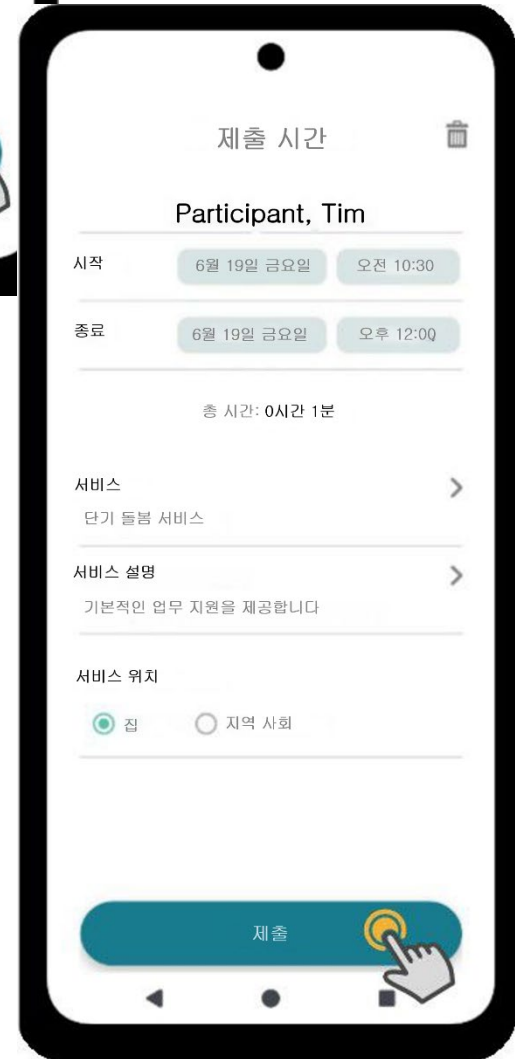 제출 시간
Participant, Tim
시작 6월 19일 금요일 오전 10:30
종료 6월 19일 금요일 오후 12:00
총 시간: 0시간 1분
서비스
단기 돌봄 서비스
서비스 설명
기본적인 업무 지원을 제공합니다
서비스 위치
집 지역 사회
제출